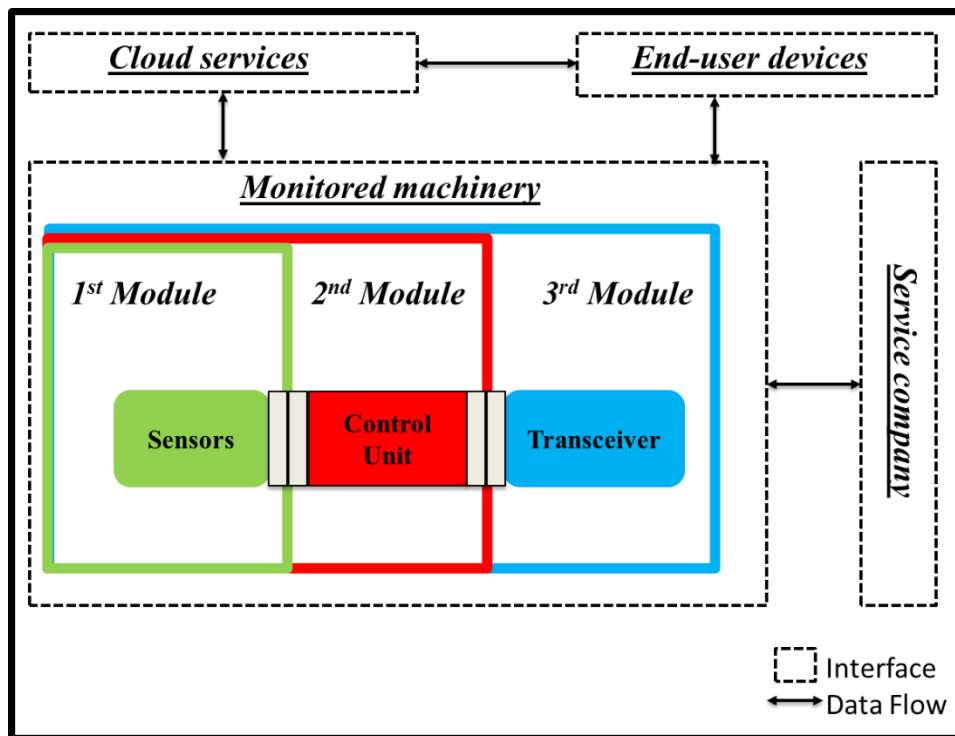 Cloud services
End-user devices
Monitored machinery
1st Module
2nd Module
3rd Module
Sensors
Control
Unit
Transceiver
Service company
Interface
Data Flow